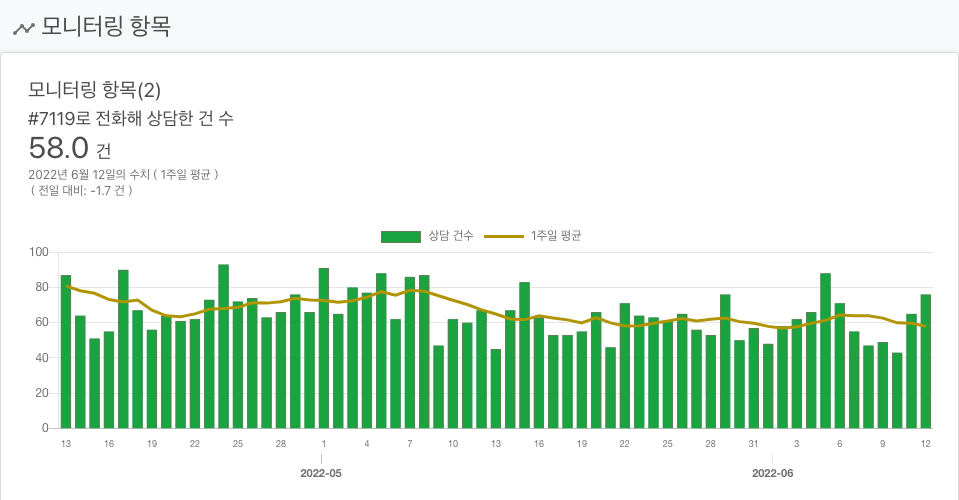 모니터링 항목
모니터링 항목(2)
#7119로 전화해 상담한 건 수
58.0 건
2022년 6월 12일의 수치 ( 1주일 평균 )
( 전일 대비: -1.7 건 )
상담 건수 1주일 평균
100
80
60
40
20
0
13 16 19 22 25 28 1 4 7 10 13 16 19 22 25 28 31 3 6 9 12
2022-05 2022-06